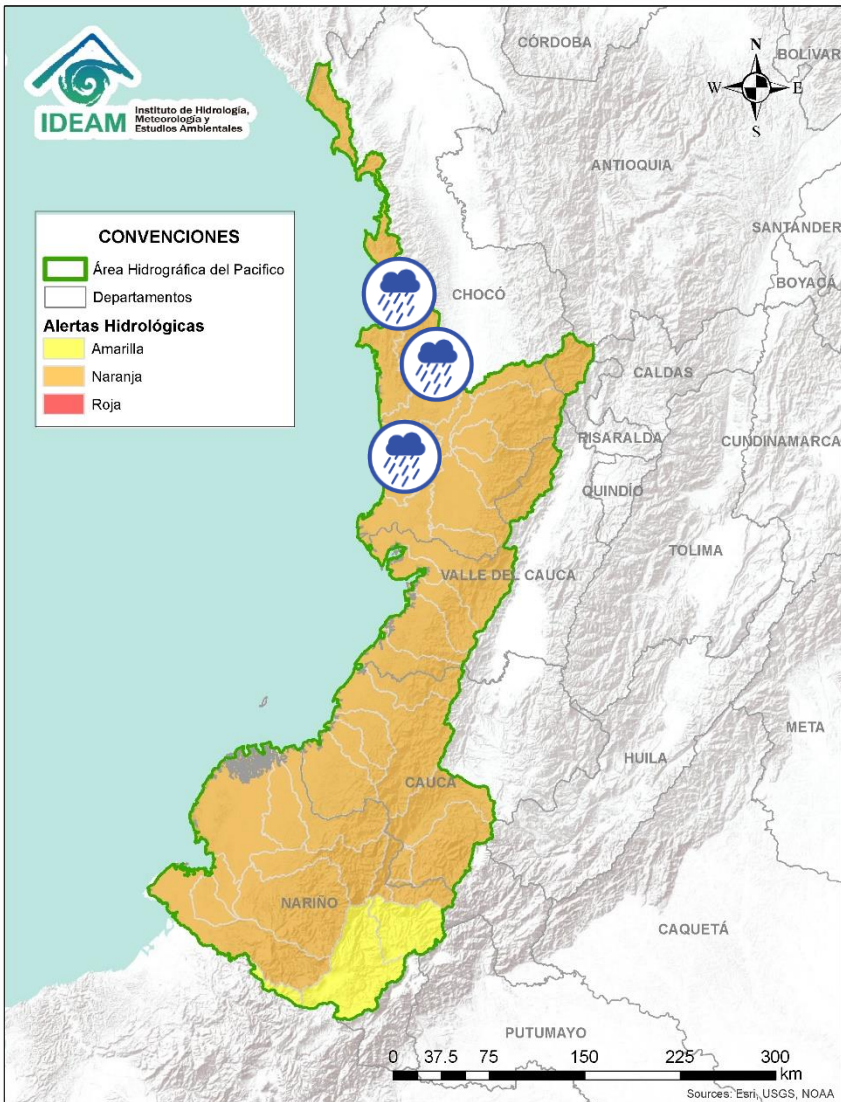 IDEAM
Instituto de Hidrología,
Meteorología y
Estudios Ambientales
CÓRDOBA
BOLÍVAR
N
W
E
S
ANTIOQUIA
SANTANDER
BOYACÁ
CONVENCIONES
Área Hidrográfica del Pacifico
Departamentos
Alertas Hidrológicas
Amarilla
Naranja
Roja
CHOCÓ
CALDAS
RISARALDA
CUNDINAMARCA
QUINDÍO
TOLIMA
VALLE DEL CAUCA
META
HUILA
CAUCA
NARIÑO
CAQUETÁ
PUTUMAYO
0 37.5 75 150 225 300
km
Sources: Esri, USGS, NOAA